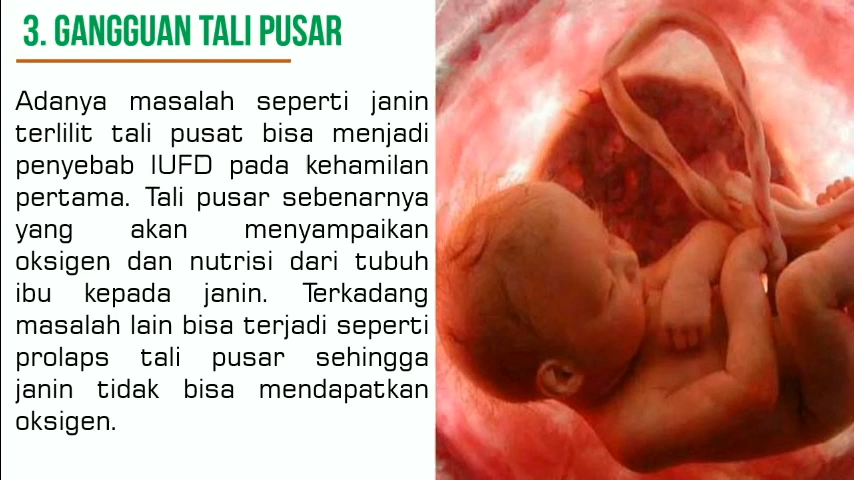 3. GANGGUAN TALI PUSAR
Adanya masalah seperti janin
terlilit tali pusat bisa menjadi
penyebab IUFD pada kehamilan
pertama. Tali pusar sebenarnya
yang akan menyampaikan
oksigen dan nutrisi dari tubuh
ibu kepada janin. Terkadang
masalah lain bisa terjadi seperti
prolaps tali pusar sehingga
janin tidak bisa mendapatkan
oksigen.